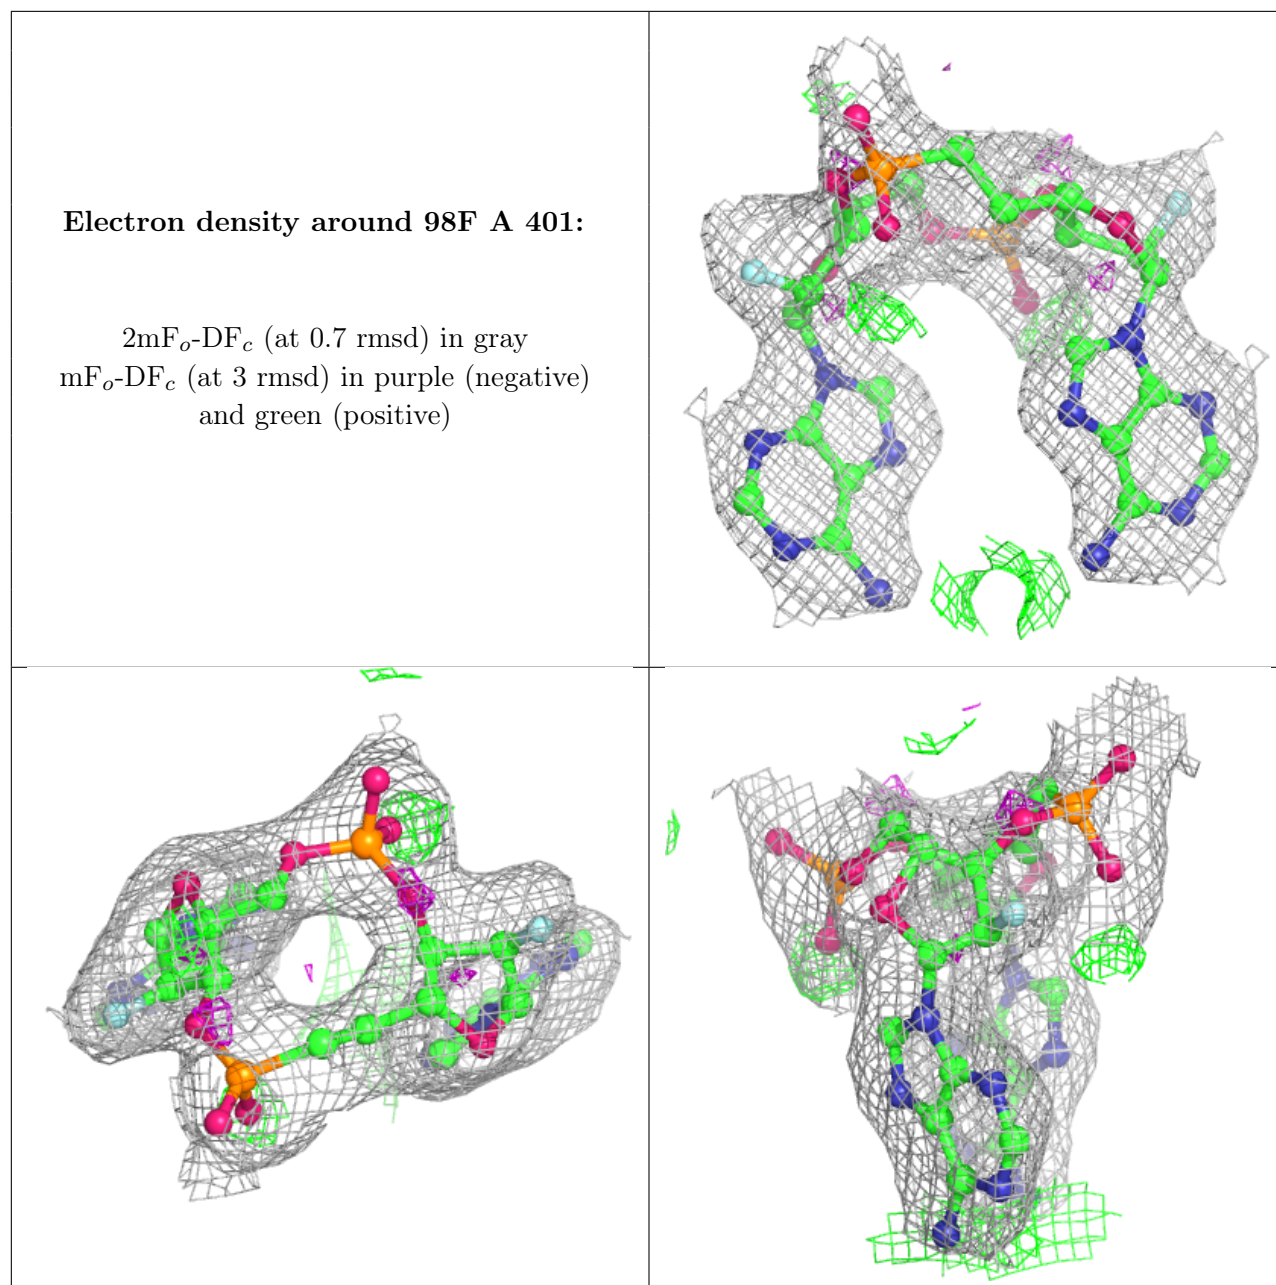 Electron density around 98F A 401:
2mFo-DFc (at 0.7 rmsd) in gray
mFo-DFc (at 3 rmsd) in purple (negative)
and green (positive)